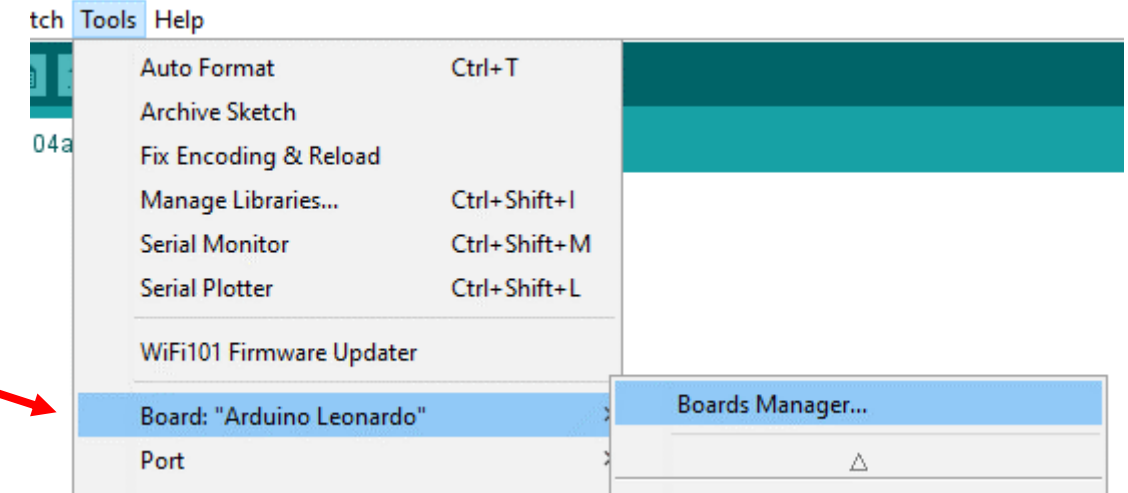 tch Tools Help
04a
Auto Format Ctrl+T
Archive Sketch
Fix Encoding & Reload
Manage Libraries... Ctrl+Shift+I
Serial Monitor Ctrl+Shift+M
Serial Plotter Ctrl+Shift+L
WiFi101 Firmware Updater
Board: "Arduino Leonardo"
Boards Manager...
Port